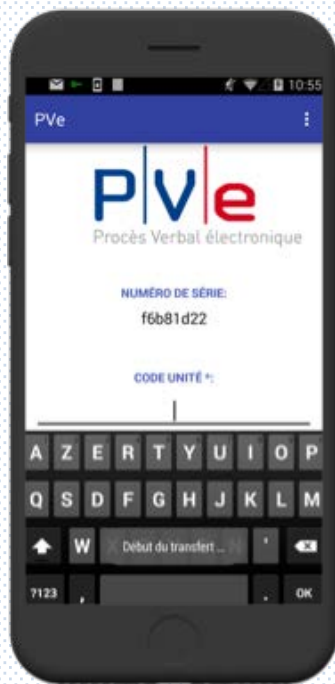 10:55
PVe
PVe
Procès Verbal électronique
NUMÉRO DE SÉRIE:
f6b81d22
CODE UNITÉ *:
A Z E R T Y U I O P
Q S D F G H J K L M
W X N '
Début du transfert ...
?123 , . OK